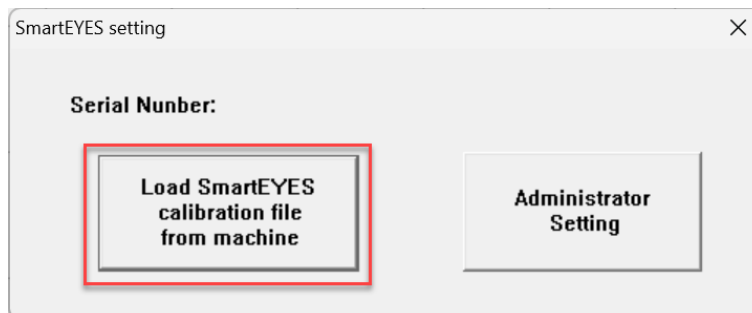 SmartEYES setting
Serial Nunber:
Load SmartEYES
calibration file
from machine
Administrator
Setting